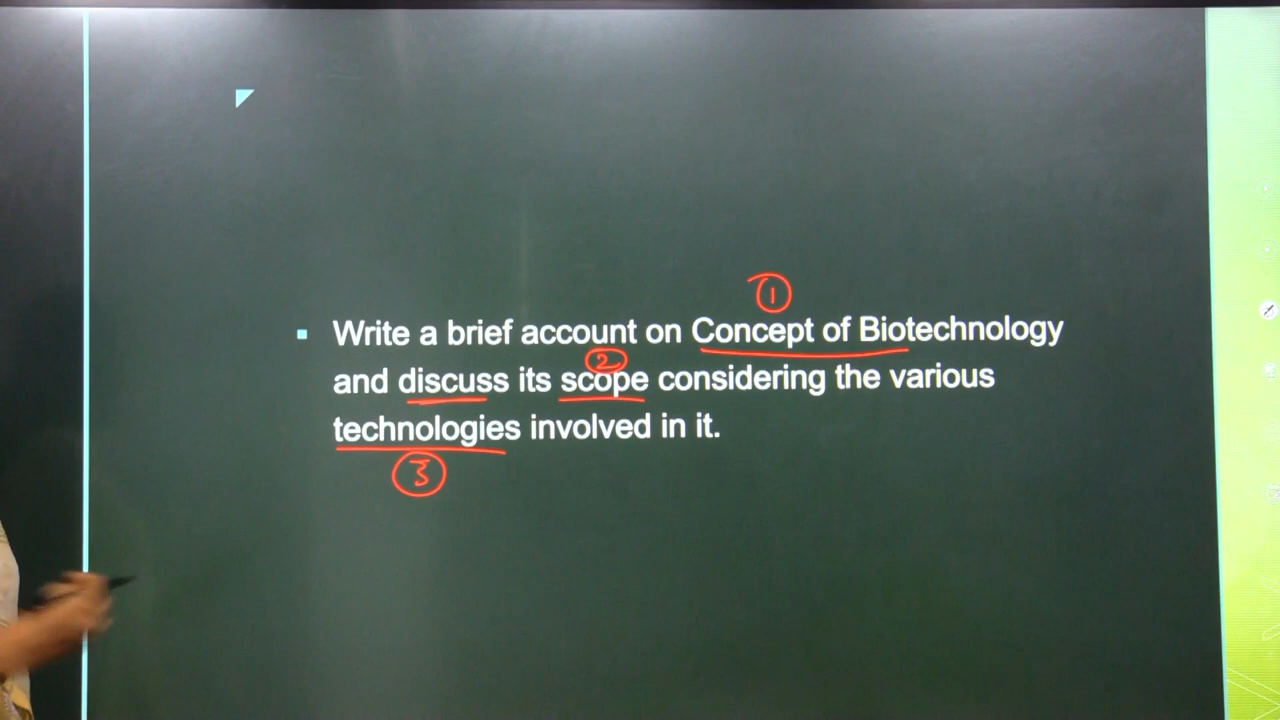 ①
Write a brief account on Concept of Biotechnology
②
and discuss its scope considering the various
technologies involved in it.
③